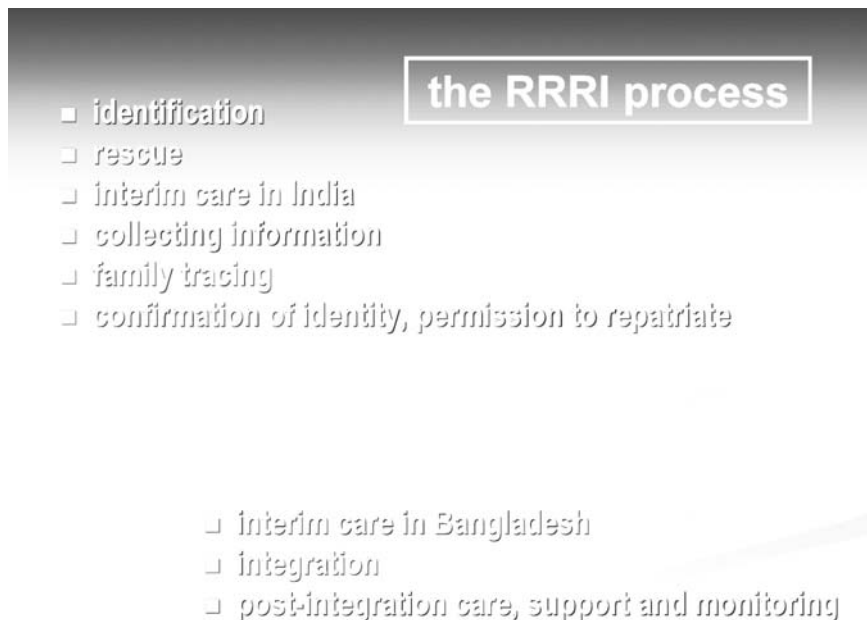 the RRRI process
identification
rescue
interim care in India
collecting information
family tracing
confirmation of identity, permission to repatriate
interim care in Bangladesh
integration
post-integration care, support and monitoring